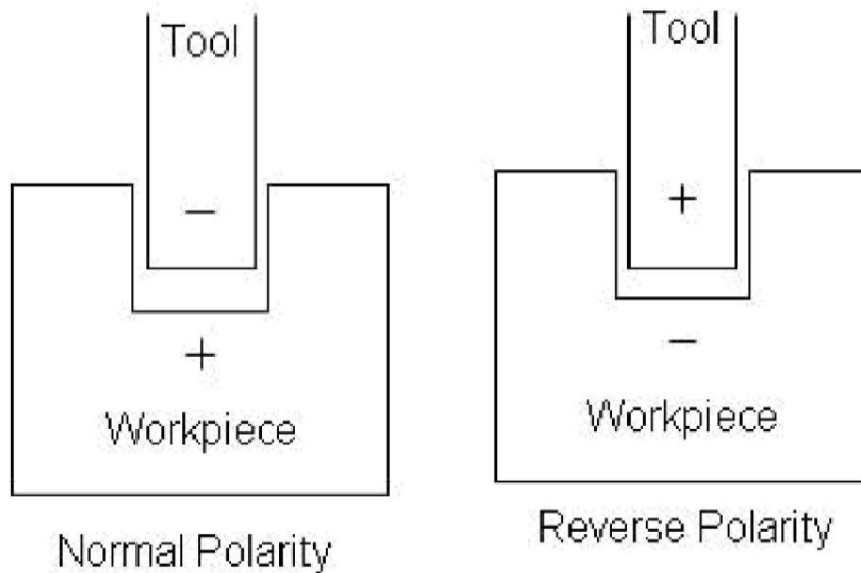 Tool
−
+
Workpiece
Normal Polarity
Tool
+
−
Workpiece
Reverse Polarity